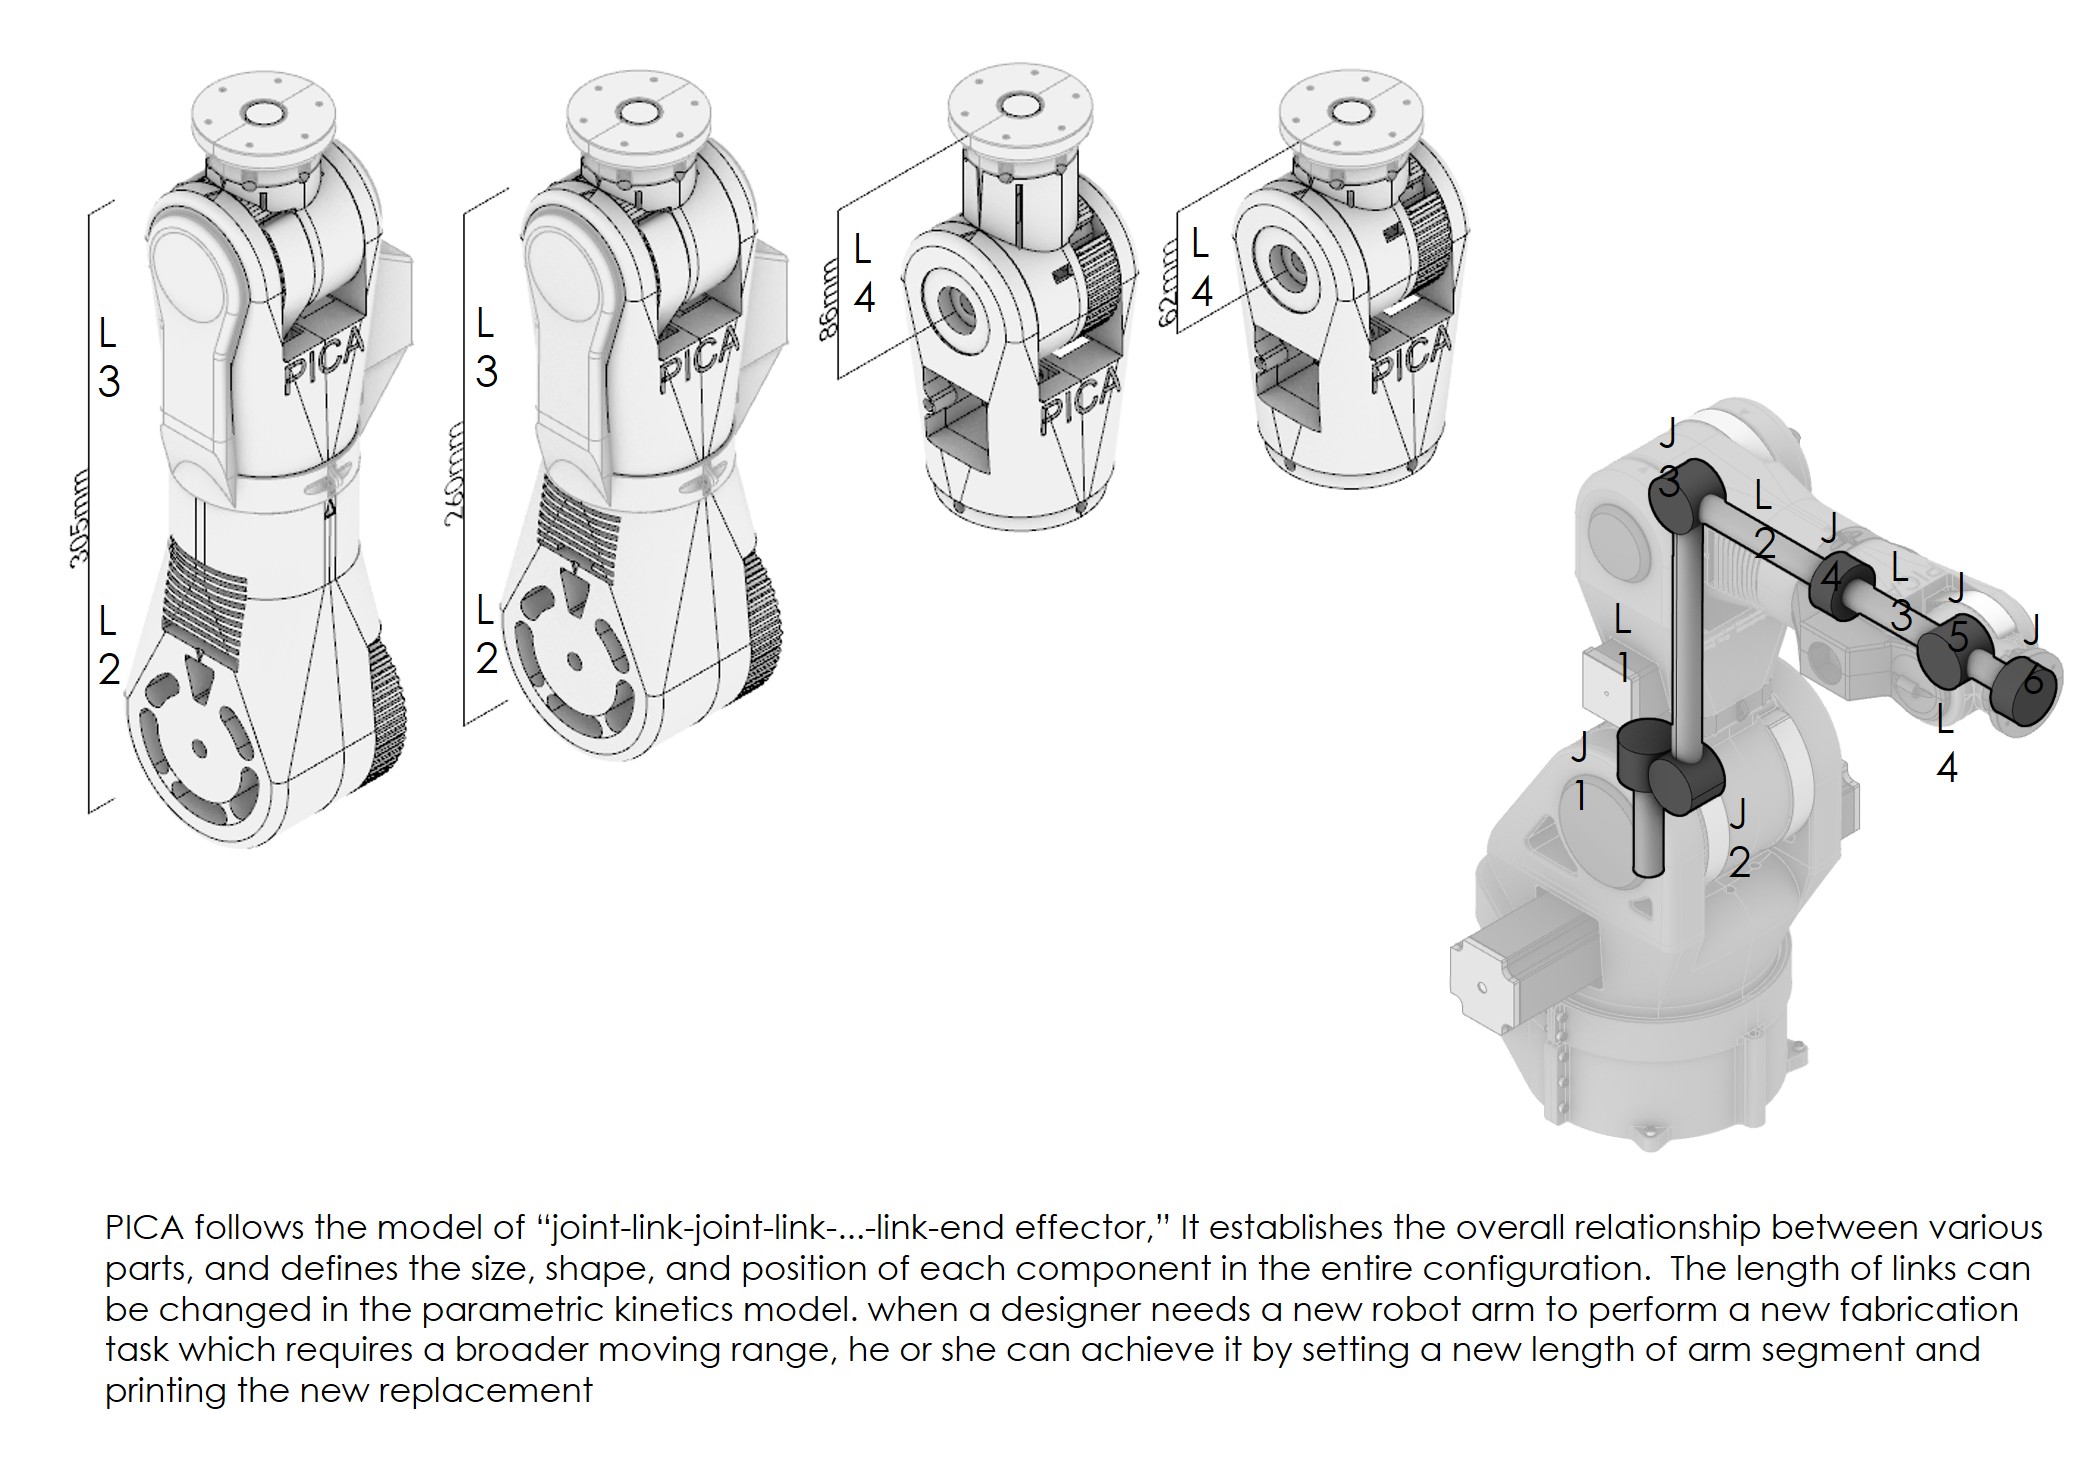 L
3
305mm
L
2
PICA
L
3
260mm
L
2
PICA
L
4
86mm
PICA
L
4
62mm
PICA
J
3
L
2
J
4
L
3
J
5
J
6
L
1
L
4
J
1
J
2
PICA follows the model of “joint-link-joint-link-...-link-end effector,” It establishes the overall relationship between various
parts, and defines the size, shape, and position of each component in the entire configuration.  The length of links can
be changed in the parametric kinetics model. when a designer needs a new robot arm to perform a new fabrication
task which requires a broader moving range, he or she can achieve it by setting a new length of arm segment and
printing the new replacement